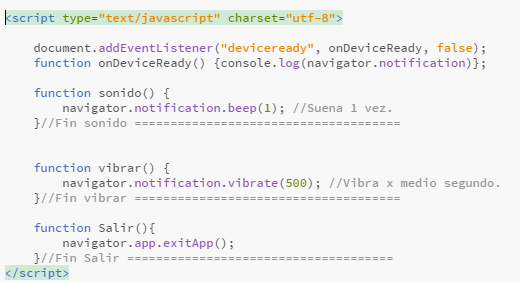 <script type="text/javascript" charset="utf-8">
document.addEventListener("deviceready", onDeviceReady, false);
function onDeviceReady() {console.log(navigator.notification)};
function sonido() {
navigator.notification.beep(1); //Suena 1 vez.
}//Fin sonido =====================================
function vibrar() {
navigator.notification.vibrate(500); //Vibra x medio segundo.
}//Fin vibrar =====================================
function Salir(){
navigator.app.exitApp();
}//Fin Salir =====================================
</script>